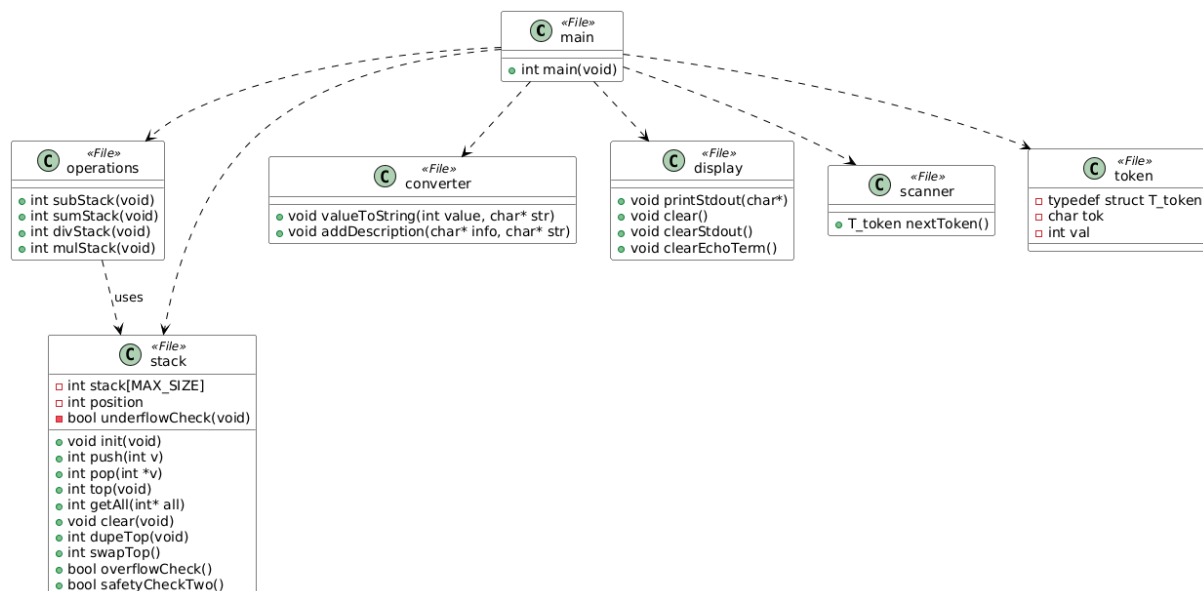 C «File»
main
int main(void)
C «File»
operations
int subStack(void)
int sumStack(void)
int divStack(void)
int mulStack(void)
C «File»
converter
void valueToString(int value, char* str)
void addDescription(char* info, char* str)
C «File»
display
void printStdout(char*)
void clear()
void clearStdout()
void clearEchoTerm()
C «File»
scanner
T_token nextToken()
C «File»
token
typedef struct T_token
char tok
int val
uses
C «File»
stack
int stack[MAX_SIZE]
int position
bool underflowCheck(void)
void init(void)
int push(int v)
int pop(int *v)
int top(void)
int getAll(int* all)
void clear(void)
int dupeTop(void)
int swapTop()
bool overflowCheck()
bool safetyCheckTwo()